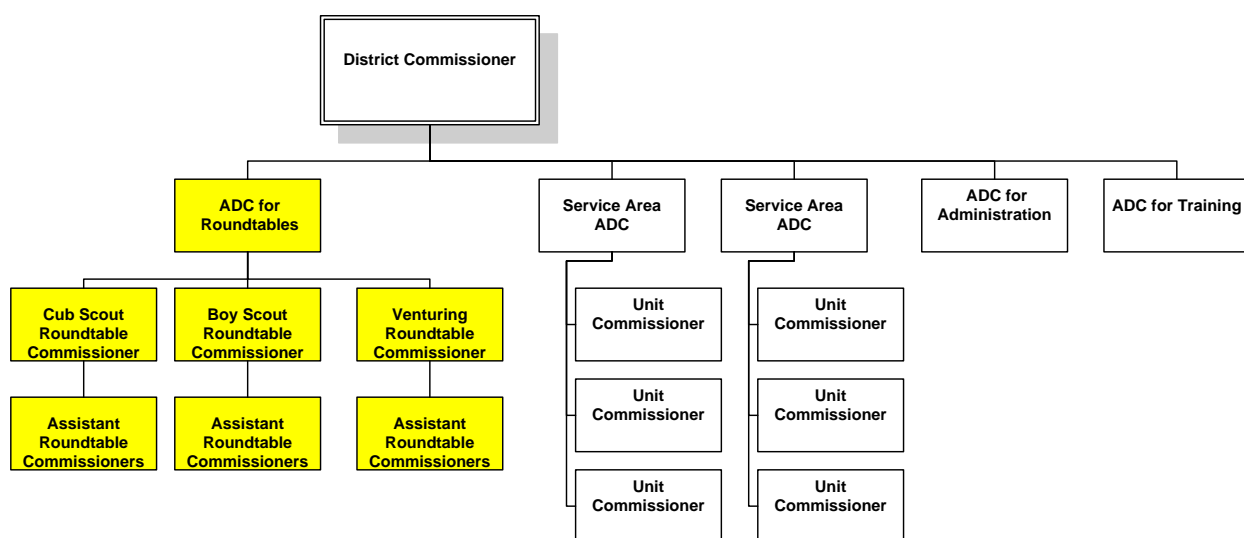 District Commissioner
ADC for
Roundtables
Service Area
ADC
Service Area
ADC
ADC for
Administration
ADC for Training
Cub Scout
Roundtable
Commissioner
Boy Scout
Roundtable
Commissioner
Venturing
Roundtable
Commissioner
Unit
Commissioner
Unit
Commissioner
Assistant
Roundtable
Commissioners
Assistant
Roundtable
Commissioners
Assistant
Roundtable
Commissioners
Unit
Commissioner
Unit
Commissioner
Unit
Commissioner
Unit
Commissioner